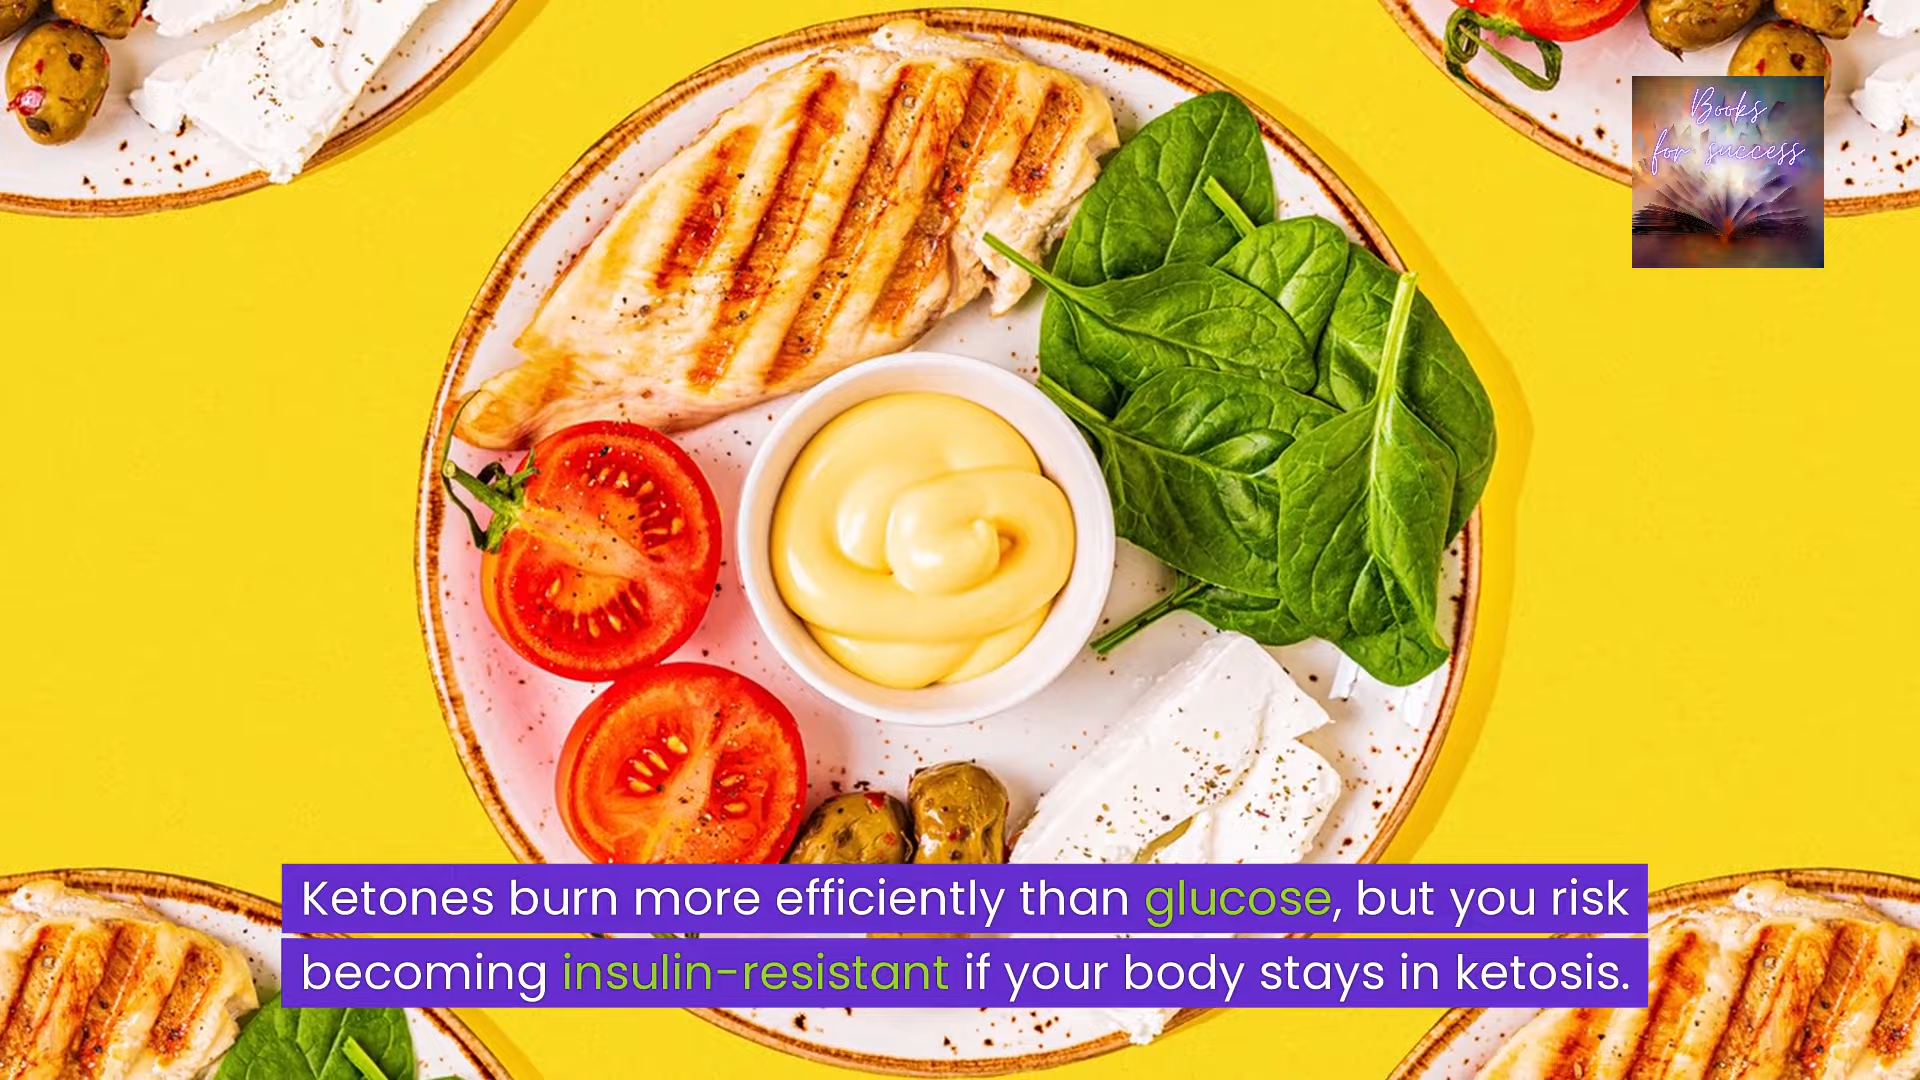 Books
for success
Ketones burn more efficiently than glucose, but you risk
becoming insulin-resistant if your body stays in ketosis.